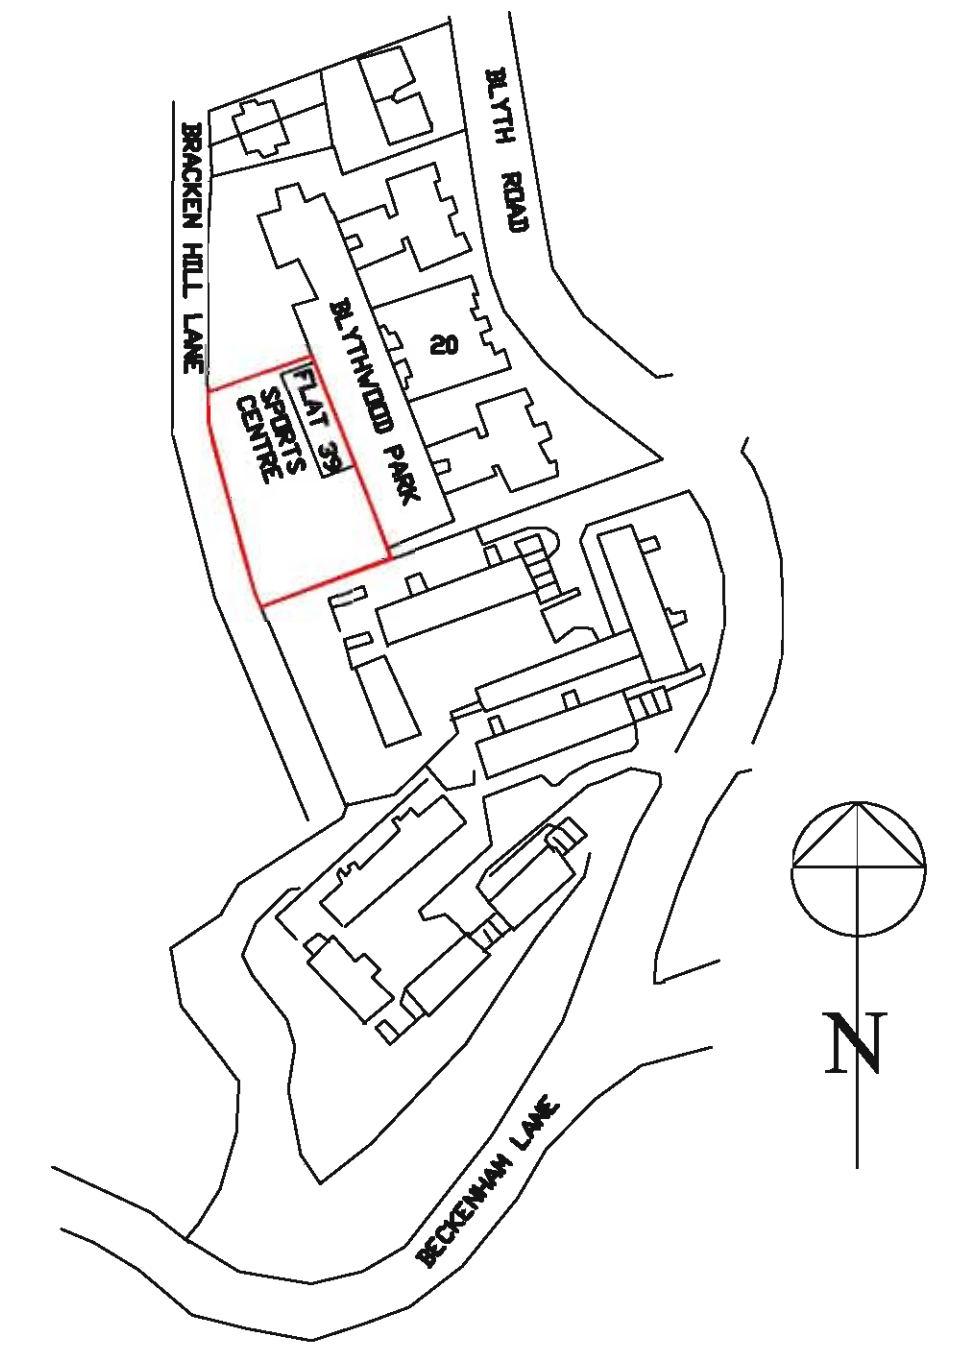 BLYTH ROAD
BRACKEN HILL LANE
BLYTHWOOD PARK
20
FLAT 39
SPORTS
CENTRE
N
BECKENHAM LANE